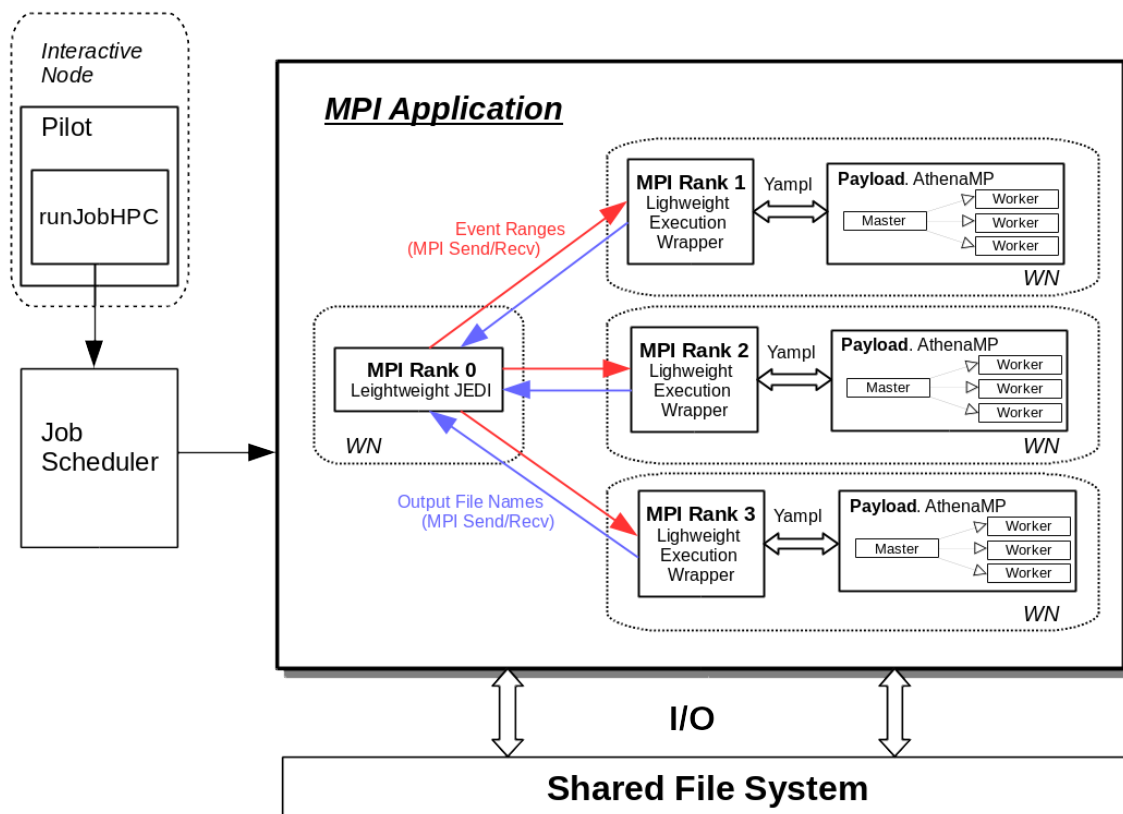 Interactive
Node
Pilot
runJobHPC
Job
Scheduler
MPI Application
Event Ranges
(MPI Send/Recv)
MPI Rank 0
Leightweight JEDI
WN
Output File Names
(MPI Send/Recv)
MPI Rank 1
Lighweight
Execution
Wrapper
Yampl
Payload. AthenaMP
Master
Worker
Worker
Worker
WN
MPI Rank 2
Lighweight
Execution
Wrapper
Yampl
Payload. AthenaMP
Master
Worker
Worker
Worker
WN
MPI Rank 3
Lighweight
Execution
Wrapper
Yampl
Payload. AthenaMP
Master
Worker
Worker
Worker
WN
I/O
Shared File System